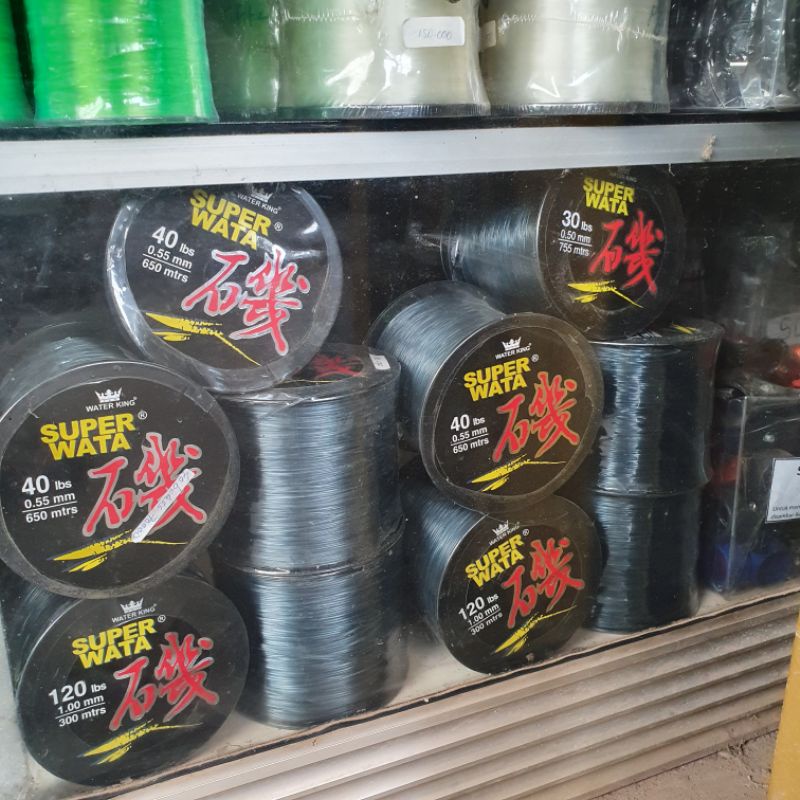 150.000
WATER KING
SUPER WATA®
40 lbs
0.55 mm
650 mtrs
磯
SUPER WATA
30 lbs
0.50 mm
755 mtrs
磯
WATER KING
SUPER WATA®
40 lbs
0.55 mm
650 mtrs
磯
WATER KING
SUPER WATA®
40 lbs
0.55 mm
650 mtrs
磯
WATER KING
SUPER WATA®
120 lbs
1.00 mm
300 mtrs
磯
WATER KING
SUPER WATA®
120 lbs
1.00 mm
300 mtrs
磯